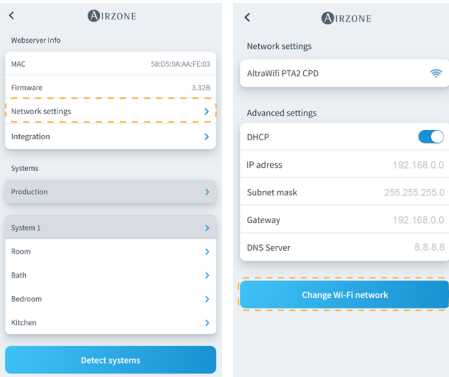 AIRZONE
Webserver Info
MAC 58:D5:0A:AA:FE:03
Firmware 3.32B
Network settings
Integration
Systems
Production
System 1
Room
Bath
Bedroom
Kitchen
Detect systems
AIRZONE
Network settings
AltraWifi PTA2 CPD
Advanced settings
DHCP
IP adress 192.168.0.0
Subnet mask 255.255.255.0
Gateway 192.168.0.0
DNS Server 8.8.8.8
Change Wi-Fi network